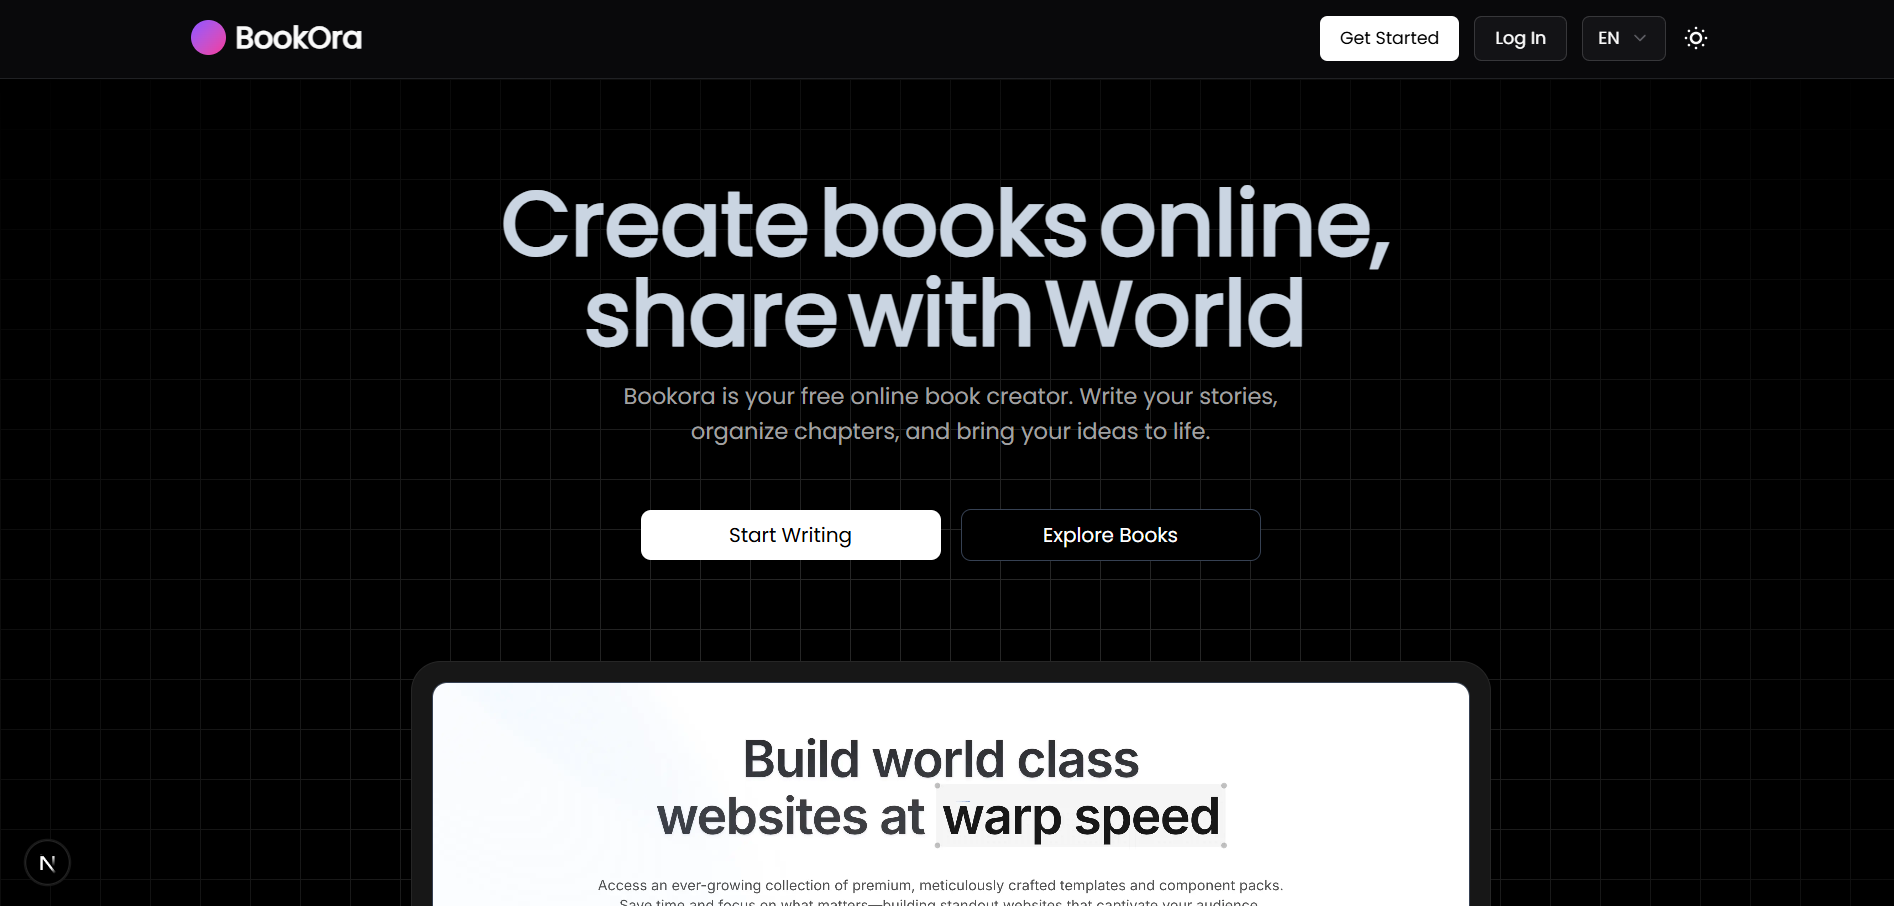 BookOra
Get Started
Log In
EN
Create books online,
share with World
Bookora is your free online book creator. Write your stories,
organize chapters, and bring your ideas to life.
Start Writing
Explore Books
Build world class
websites at warp speed
Access an ever-growing collection of premium, meticulously crafted templates and component packs.
Save time and focus on what matters—building standout websites that captivate your audience.
N